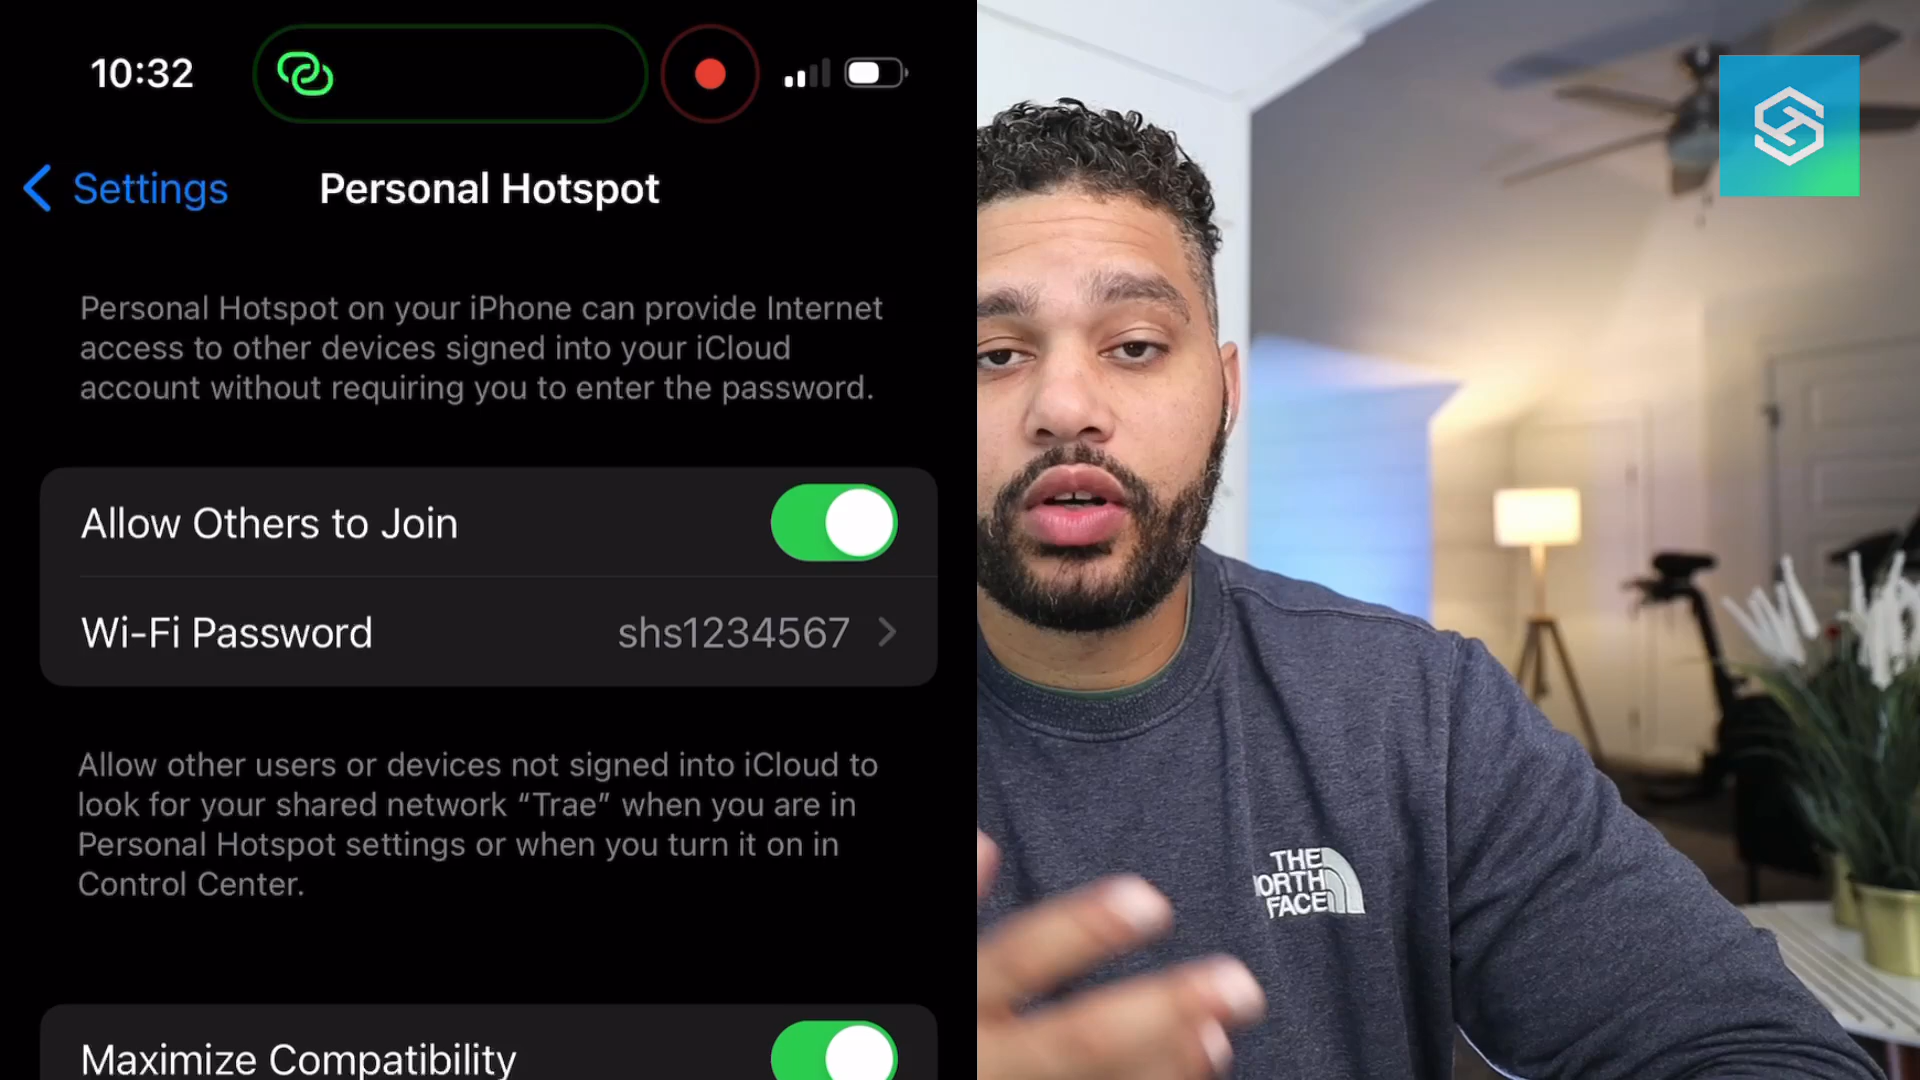 10:32
Settings
Personal Hotspot
Personal Hotspot on your iPhone can provide Internet
access to other devices signed into your iCloud
account without requiring you to enter the password.
Allow Others to Join
Wi-Fi Password shs1234567
Allow other users or devices not signed into iCloud to
look for your shared network “Trae” when you are in
Personal Hotspot settings or when you turn it on in
Control Center.
Maximize Compatibility
THE
NORTH
FACE